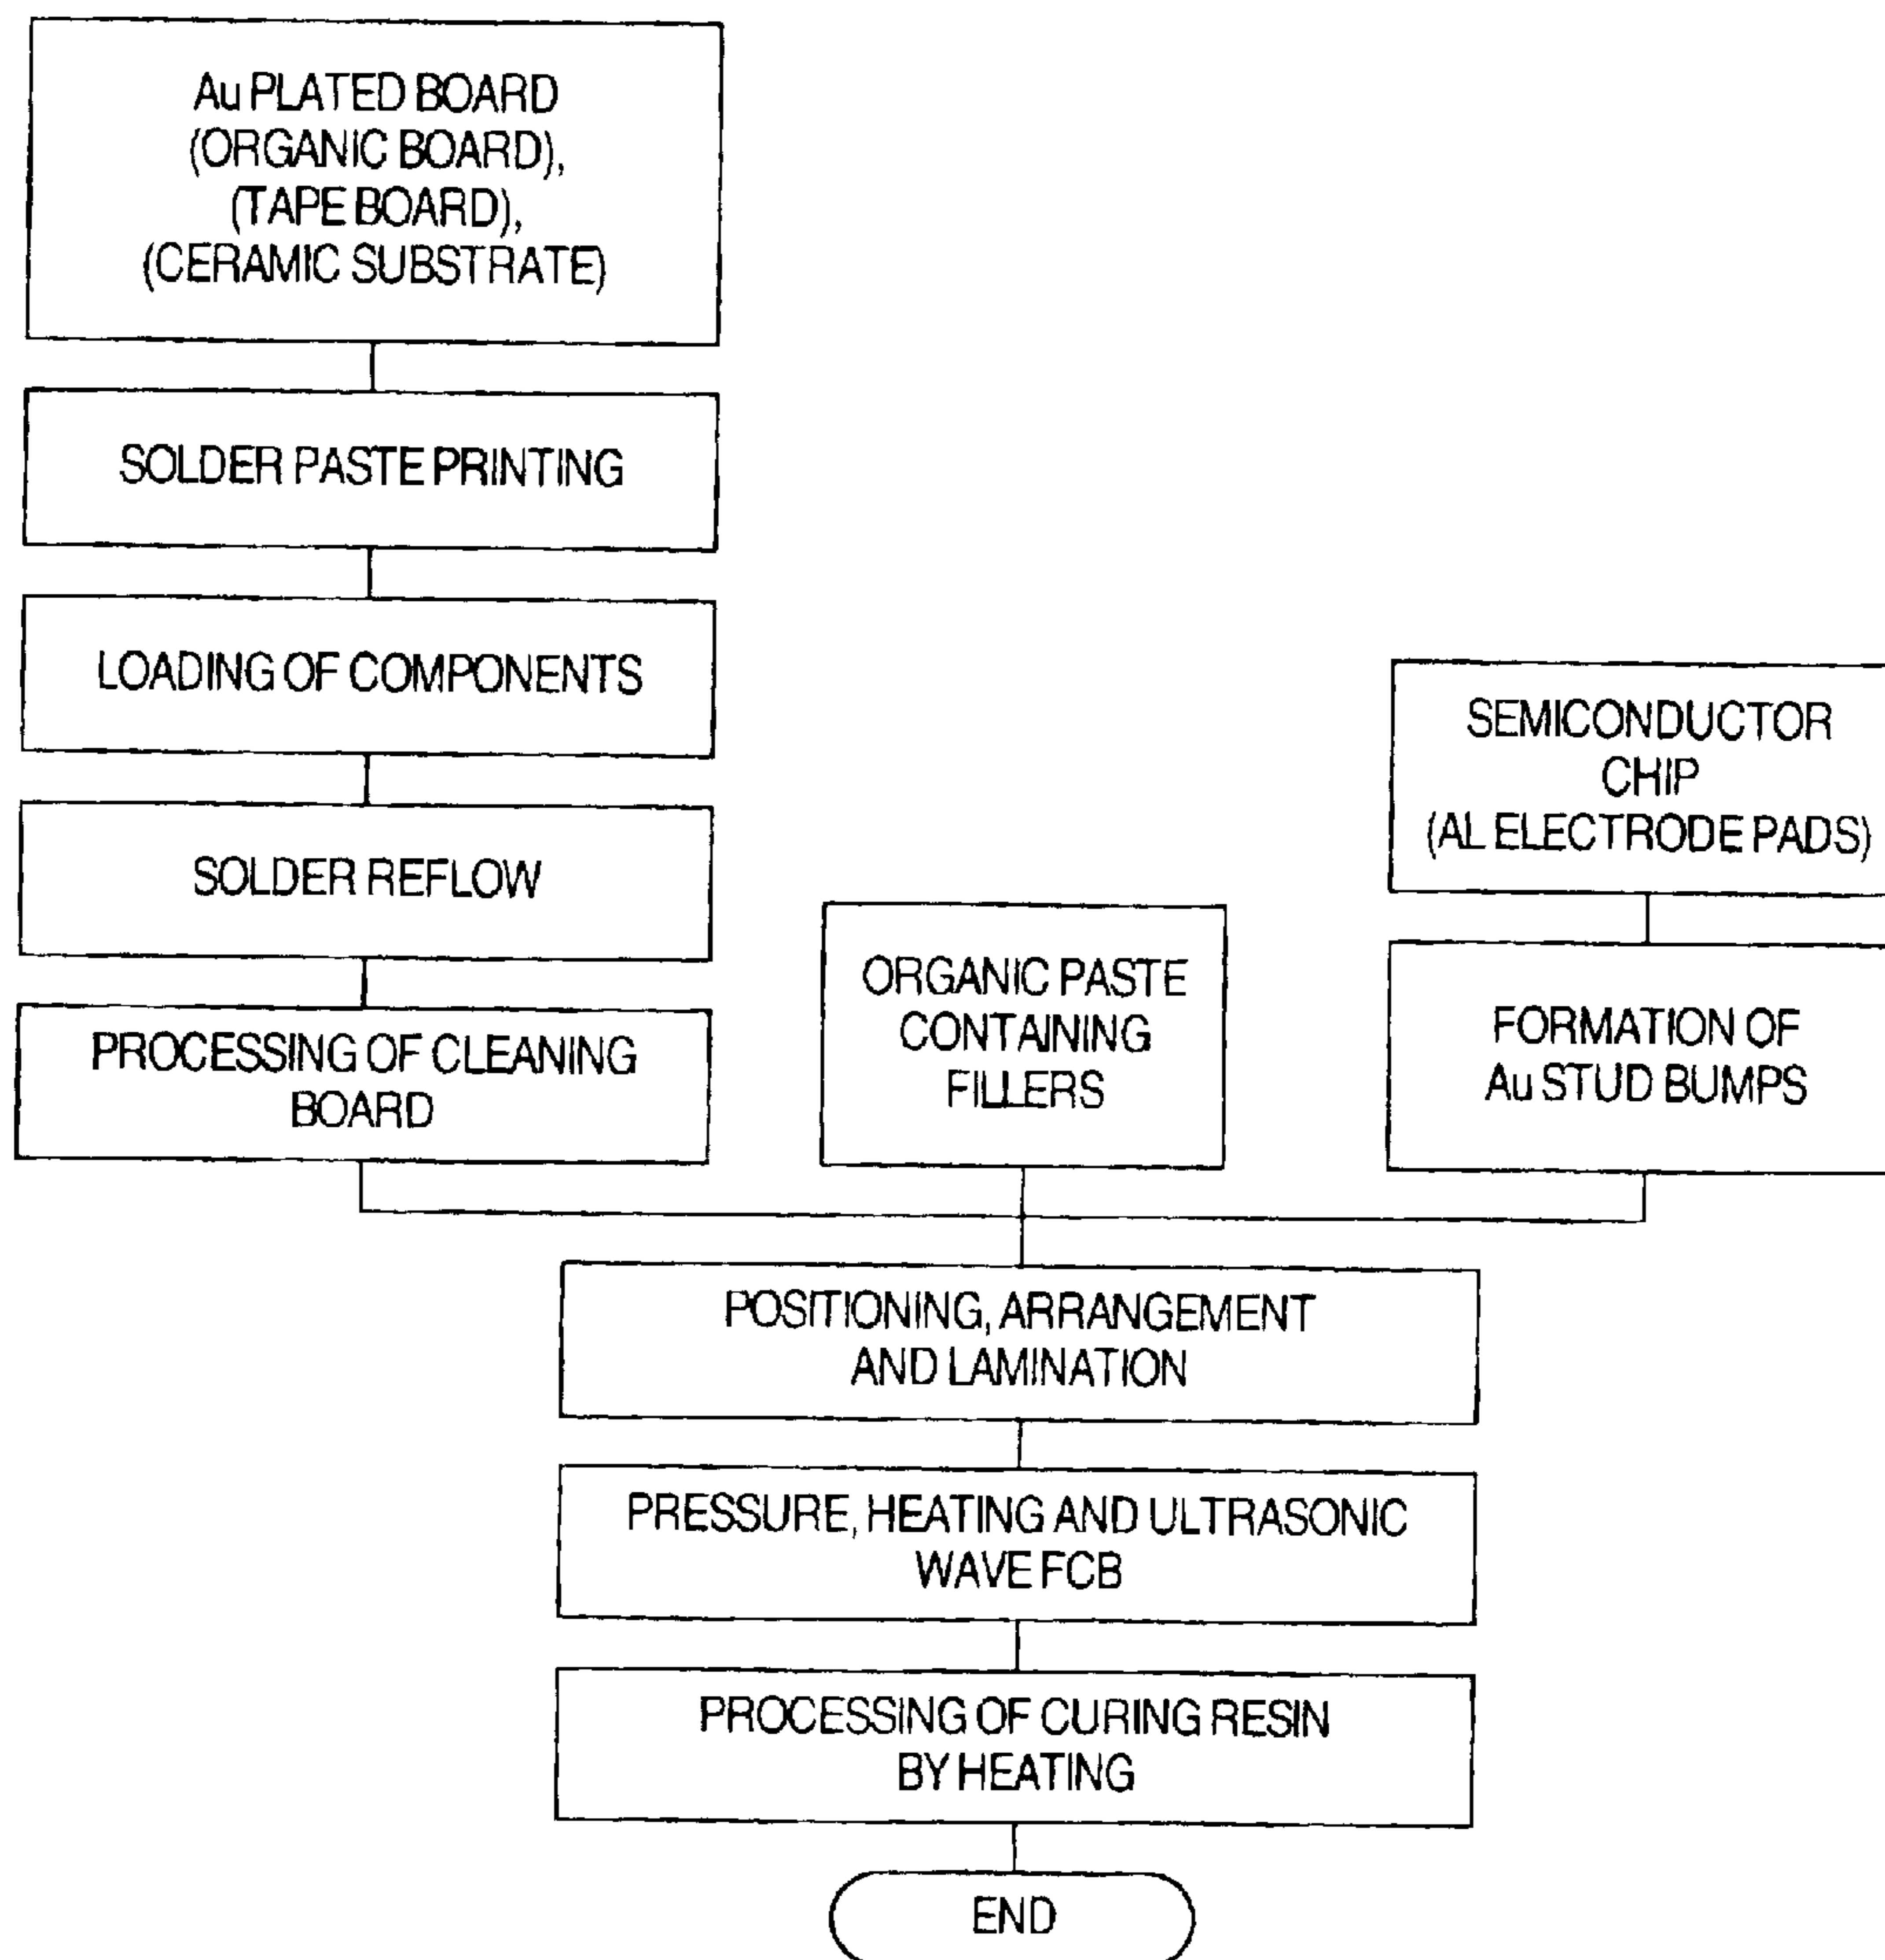 Au PLATED BOARD
(ORGANIC BOARD),
(TAPE BOARD),
(CERAMIC SUBSTRATE)
SOLDER PASTE PRINTING
LOADING OF COMPONENTS
SOLDER REFLOW
PROCESSING OF CLEANING
BOARD
ORGANIC PASTE
CONTAINING
FILLERS
SEMICONDUCTOR
CHIP
(AL ELECTRODE PADS)
FORMATION OF
Au STUD BUMPS
POSITIONING, ARRANGEMENT
AND LAMINATION
PRESSURE, HEATING AND ULTRASONIC
WAVE FCB
PROCESSING OF CURING RESIN
BY HEATING
END